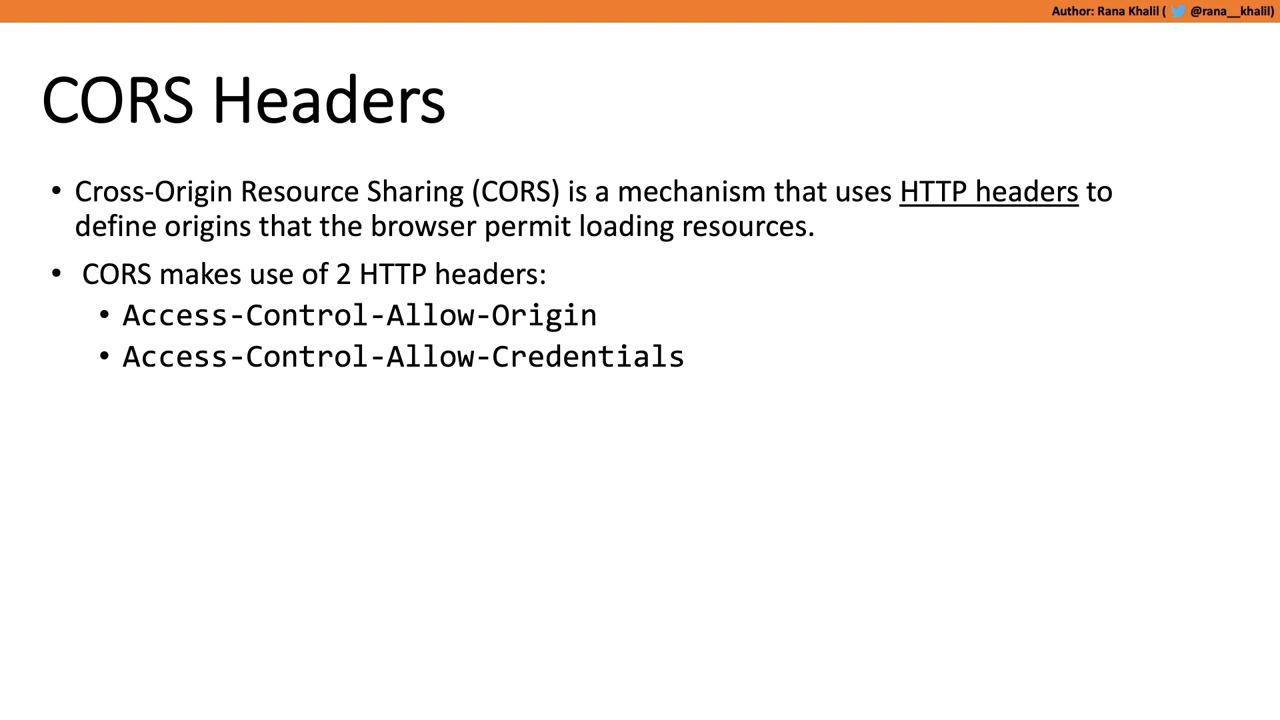 Author: Rana Khalil ( @rana__khalil)
CORS Headers
• Cross-Origin Resource Sharing (CORS) is a mechanism that uses HTTP headers to
define origins that the browser permit loading resources.
• CORS makes use of 2 HTTP headers:
• Access-Control-Allow-Origin
• Access-Control-Allow-Credentials